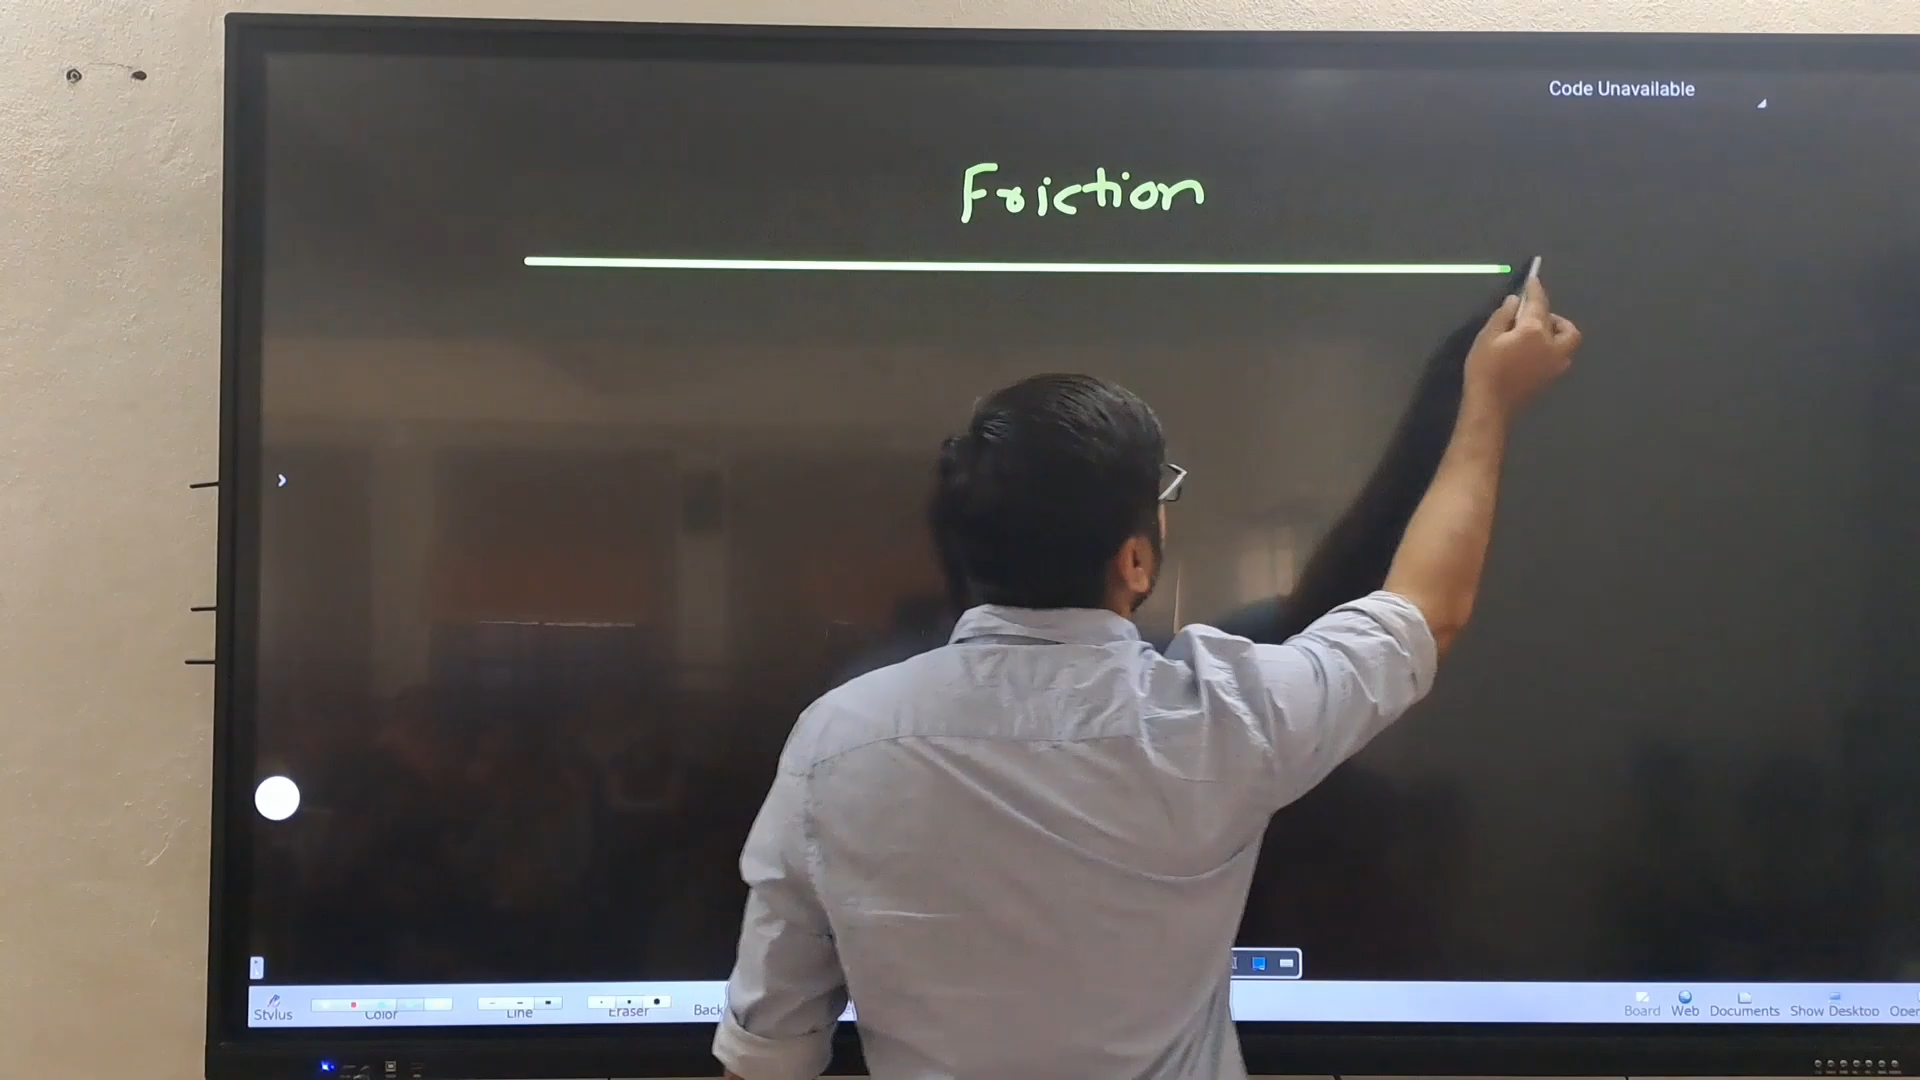 Code Unavailable
Friction
Stylus Color Line Eraser Back Board Web Documents Show Desktop